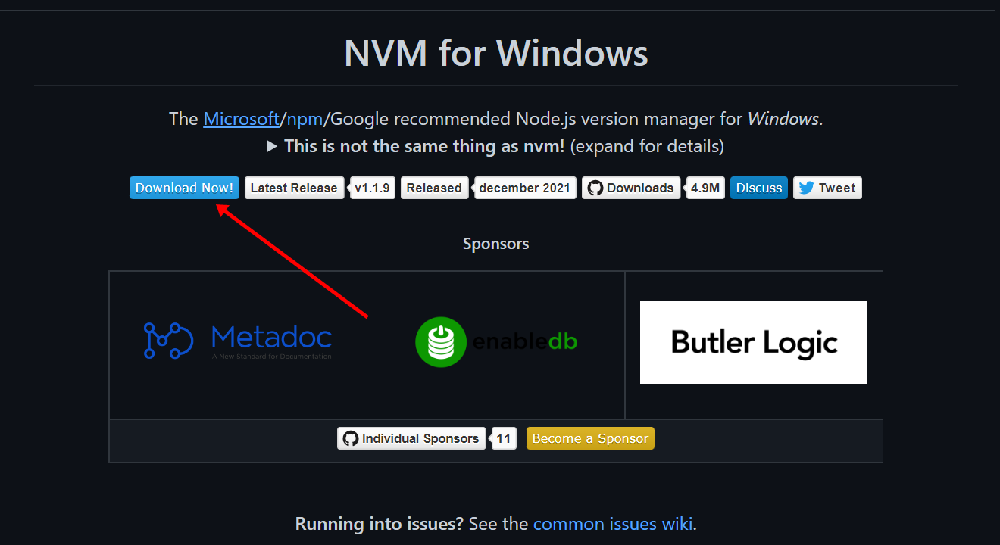 NVM for Windows
The Microsoft/npm/Google recommended Node.js version manager for Windows.
This is not the same thing as nvm! (expand for details)
Download Now! Latest Release v1.1.9 Released december 2021 Downloads 4.9M Discuss Tweet
Sponsors
Metadoc
A New Standard for Documentation
enabledb
Butler Logic
Individual Sponsors 11 Become a Sponsor
Running into issues? See the common issues wiki.